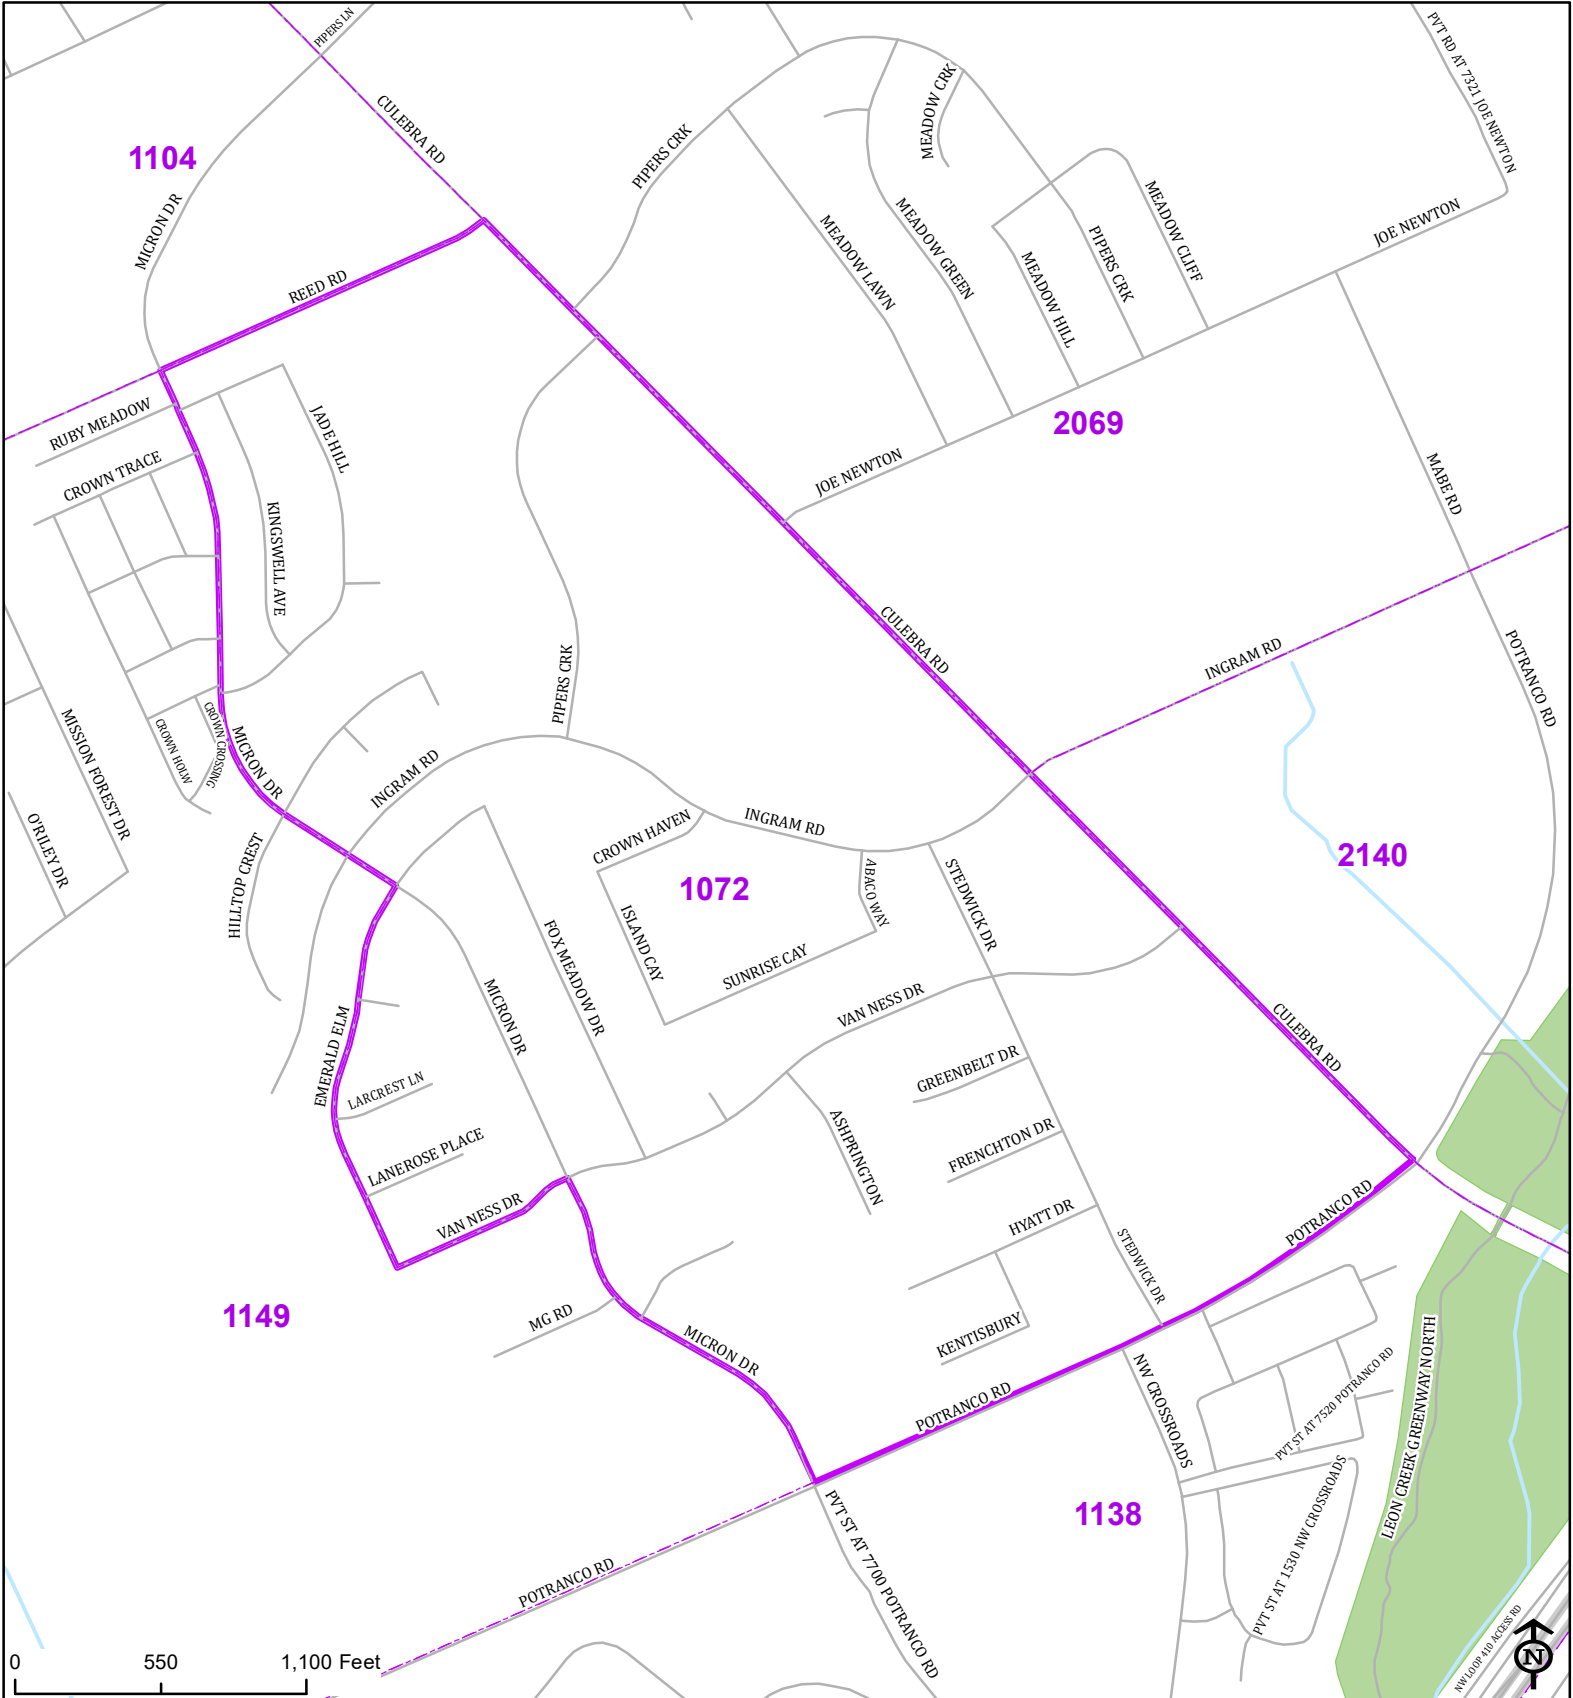 PIPERS LN
CULEBRA RD
1104
MICRON DR
REED RD
PIPERS CRK
MEADOW CRK
PVT RD AT 7321 JOE NEWTON
MEADOW LAWN
MEADOW GREEN
MEADOW HILL
PIPERS CRK
MEADOW CLIFF
JOE NEWTON
2069
RUBY MEADOW
CROWN TRACE
JADE HILL
KINGSWELL AVE
JOE NEWTON
MABE RD
CULEBRA RD
INGRAM RD
POTRANCO RD
PIPERS CRK
MISSION FOREST DR
CROWN HOLW
CROWN CROSSING
MICRON DR
INGRAM RD
O'RILEY DR
HILLTOP CREST
CROWN HAVEN
INGRAM RD
1072
ABACO WAY
STEDWICK DR
2140
ISLAND CAY
SUNRISE CAY
FOX MEADOW DR
MICRON DR
VAN NESS DR
CULEBRA RD
EMERALD ELM
LARCREST LN
GREENBELT DR
LANEROSE PLACE
ASHPRINGTON
FRENCHTON DR
VAN NESS DR
HYATT DR
STEDWICK DR
POTRANCO RD
1149
MG RD
MICRON DR
KENTISBURY
POTRANCO RD
NW CROSSROADS
PVT ST AT 7520 POTRANCO RD
LEON CREEK GREENWAY NORTH
1138
PVT ST AT 7700 POTRANCO RD
PVT ST AT 1530 NW CROSSROADS
POTRANCO RD
NW LOOP 410 ACCESS RD
0 550 1,100 Feet
N